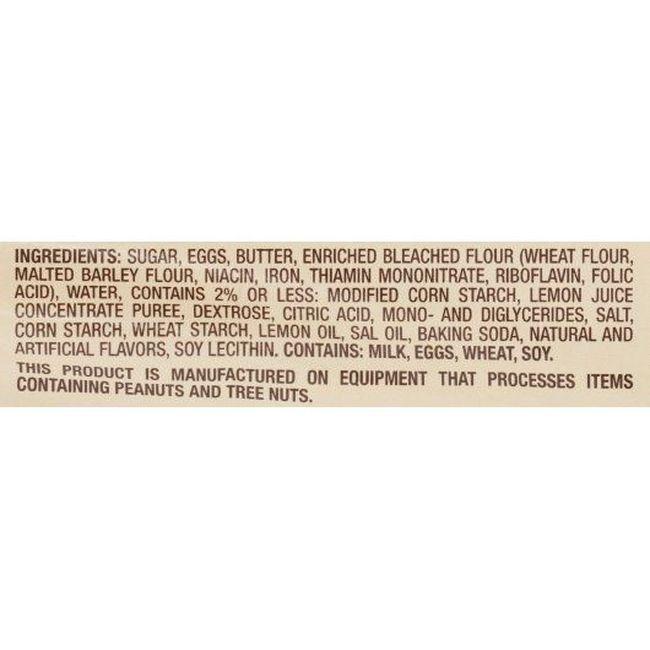 INGREDIENTS: SUGAR, EGGS, BUTTER, ENRICHED BLEACHED FLOUR (WHEAT FLOUR,
MALTED BARLEY FLOUR, NIACIN, IRON, THIAMIN MONONITRATE, RIBOFLAVIN, FOLIC
ACID), WATER, CONTAINS 2% OR LESS: MODIFIED CORN STARCH, LEMON JUICE
CONCENTRATE PUREE, DEXTROSE, CITRIC ACID, MONO- AND DIGLYCERIDES, SALT,
CORN STARCH, WHEAT STARCH, LEMON OIL, SAL OIL, BAKING SODA, NATURAL AND
ARTIFICIAL FLAVORS, SOY LECITHIN. CONTAINS: MILK, EGGS, WHEAT, SOY.
THIS PRODUCT IS MANUFACTURED ON EQUIPMENT THAT PROCESSES ITEMS
CONTAINING PEANUTS AND TREE NUTS.